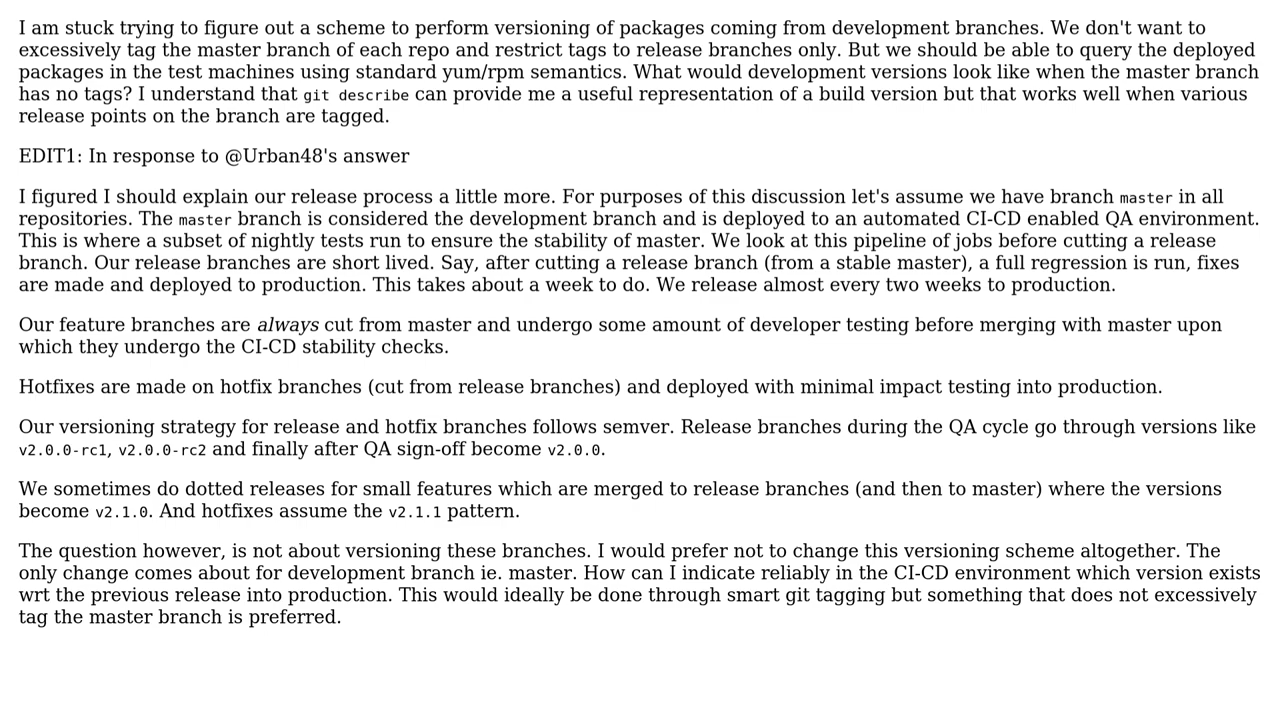 I am stuck trying to figure out a scheme to perform versioning of packages coming from development branches. We don't want to
excessively tag the master branch of each repo and restrict tags to release branches only. But we should be able to query the deployed
packages in the test machines using standard yum/rpm semantics. What would development versions look like when the master branch
has no tags? I understand that git describe can provide me a useful representation of a build version but that works well when various
release points on the branch are tagged.
EDIT1: In response to @Urban48's answer
I figured I should explain our release process a little more. For purposes of this discussion let's assume we have branch master in all
repositories. The master branch is considered the development branch and is deployed to an automated CI-CD enabled QA environment.
This is where a subset of nightly tests run to ensure the stability of master. We look at this pipeline of jobs before cutting a release
branch. Our release branches are short lived. Say, after cutting a release branch (from a stable master), a full regression is run, fixes
are made and deployed to production. This takes about a week to do. We release almost every two weeks to production.
Our feature branches are always cut from master and undergo some amount of developer testing before merging with master upon
which they undergo the CI-CD stability checks.
Hotfixes are made on hotfix branches (cut from release branches) and deployed with minimal impact testing into production.
Our versioning strategy for release and hotfix branches follows semver. Release branches during the QA cycle go through versions like
v2.0.0-rc1, v2.0.0-rc2 and finally after QA sign-off become v2.0.0.
We sometimes do dotted releases for small features which are merged to release branches (and then to master) where the versions
become v2.1.0. And hotfixes assume the v2.1.1 pattern.
The question however, is not about versioning these branches. I would prefer not to change this versioning scheme altogether. The
only change comes about for development branch ie. master. How can I indicate reliably in the CI-CD environment which version exists
wrt the previous release into production. This would ideally be done through smart git tagging but something that does not excessively
tag the master branch is preferred.